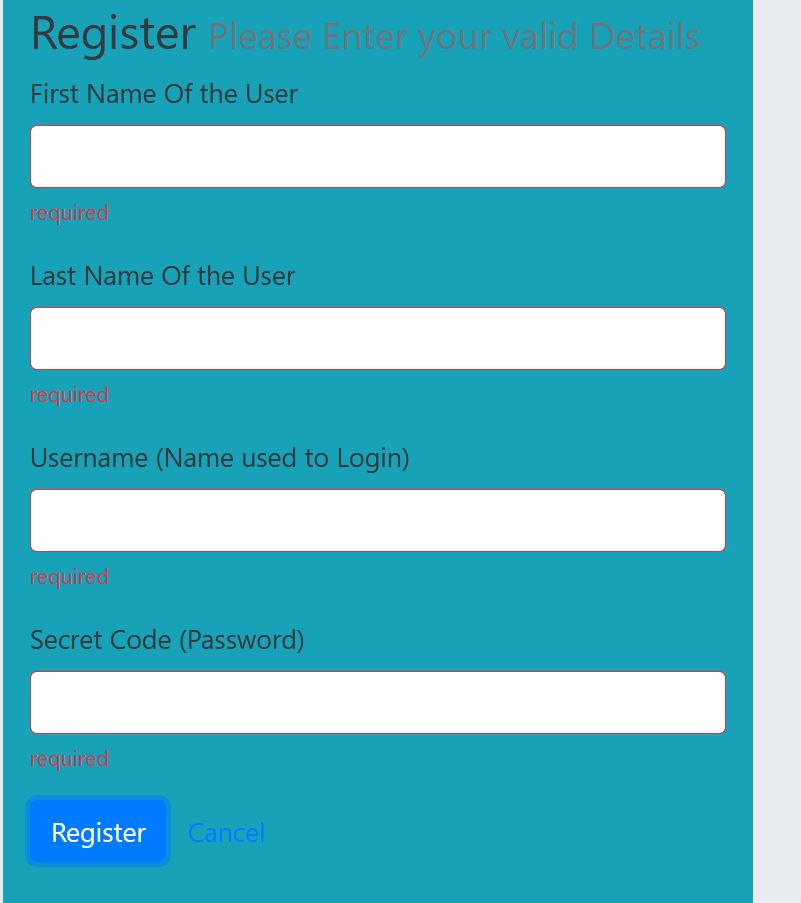 Register Please Enter your valid Details
First Name Of the User
required
Last Name Of the User
required
Username (Name used to Login)
required
Secret Code (Password)
required
Register Cancel